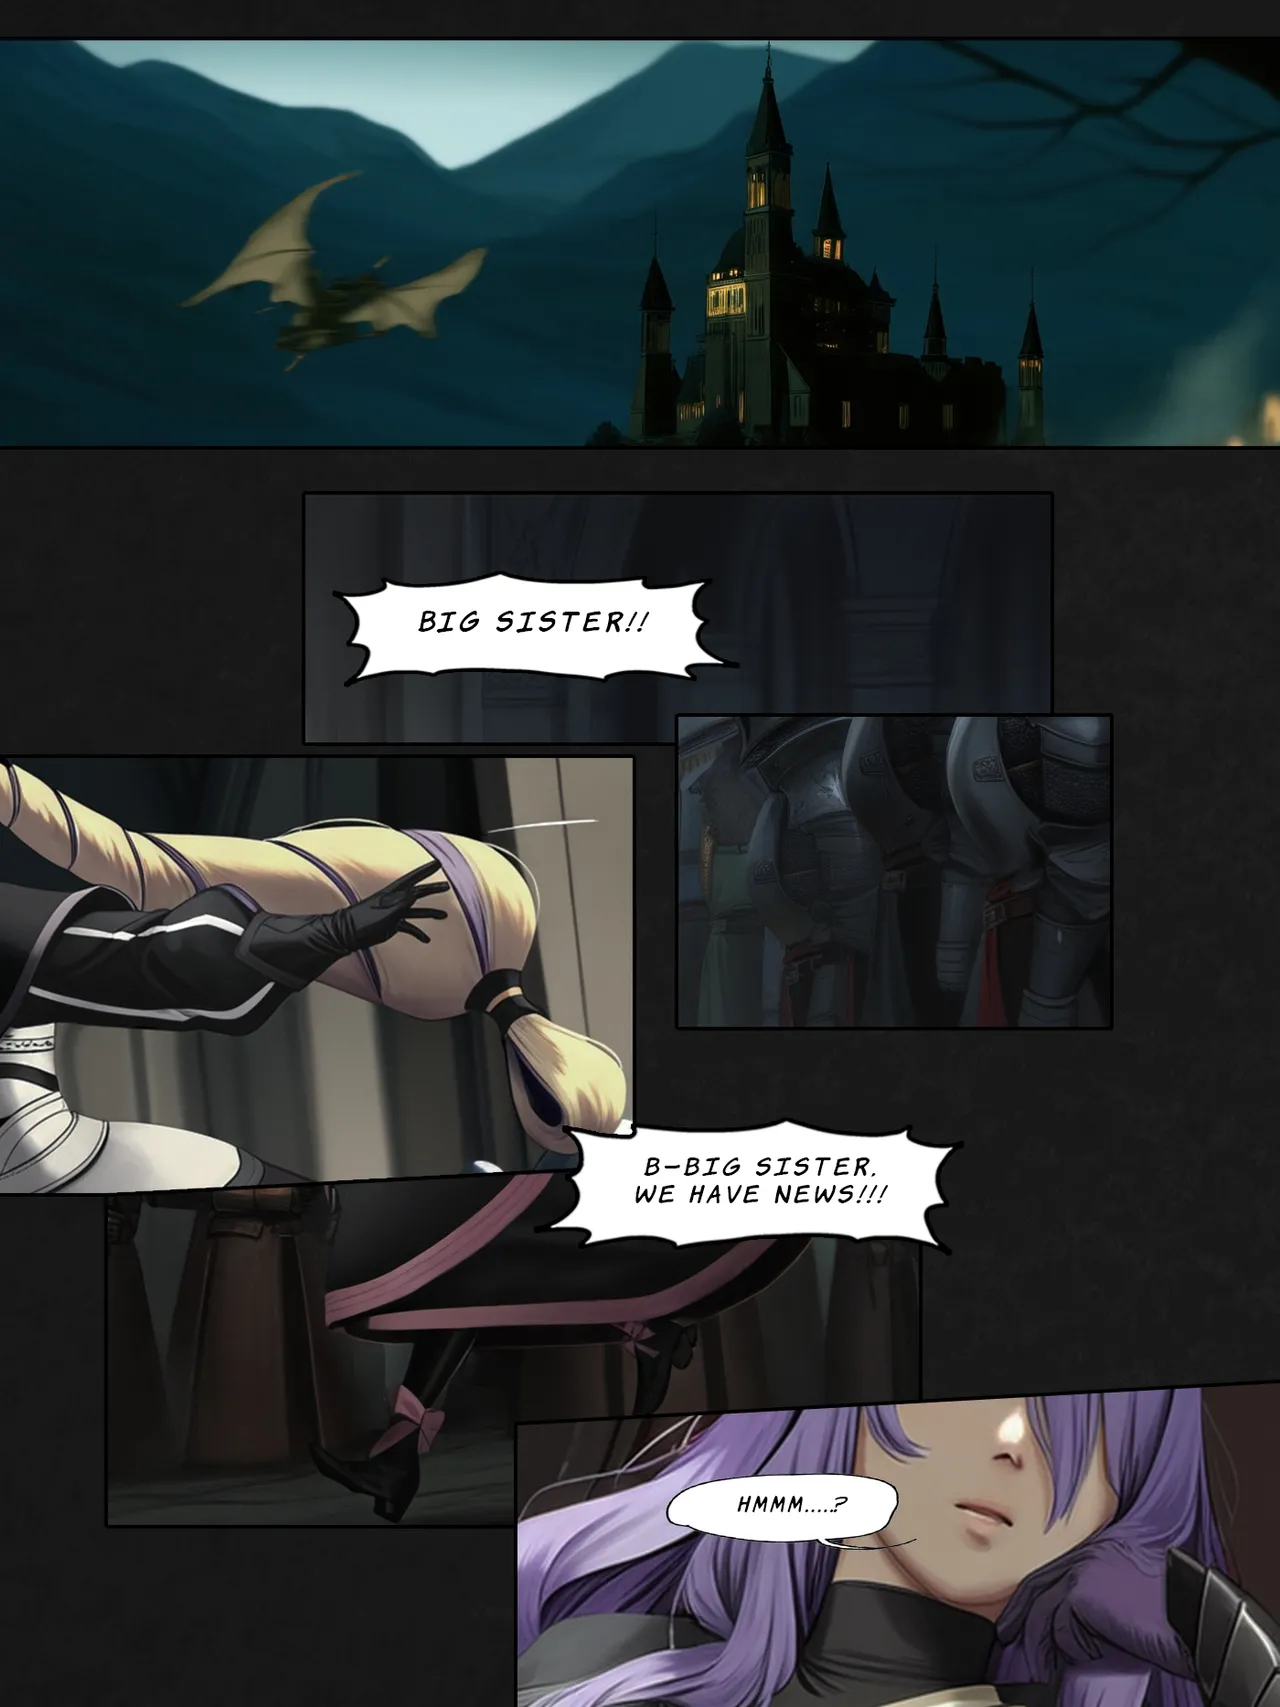 BIG SISTER!!
B-BIG SISTER,
WE HAVE NEWS!!!
HMMM.....?